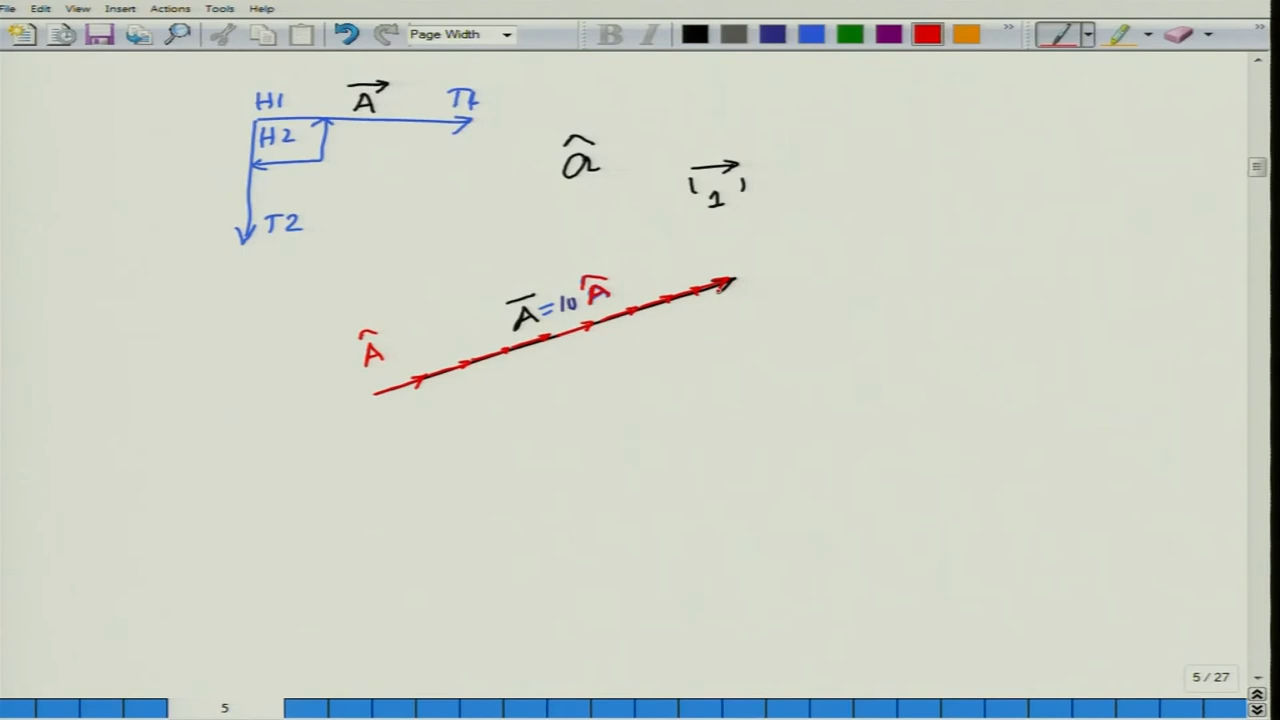 File Edit View Insert Actions Tools Help
Page Width B I
H1 A⃗ T1
H2
â
1
T2
A̅ = 10 Â
Â
5 / 27
5